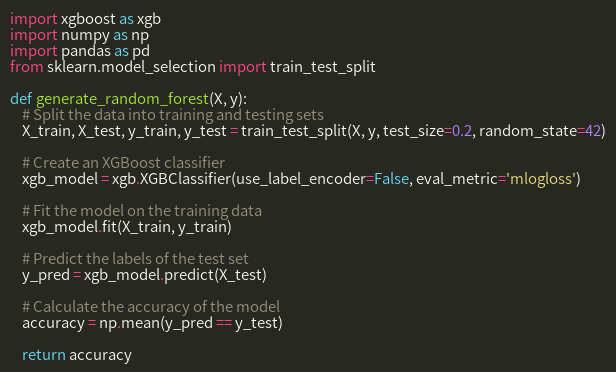 import xgboost as xgb
import numpy as np
import pandas as pd
from sklearn.model_selection import train_test_split
def generate_random_forest(X, y):
# Split the data into training and testing sets
X_train, X_test, y_train, y_test = train_test_split(X, y, test_size=0.2, random_state=42)
# Create an XGBoost classifier
xgb_model = xgb.XGBClassifier(use_label_encoder=False, eval_metric='mlogloss')
# Fit the model on the training data
xgb_model.fit(X_train, y_train)
# Predict the labels of the test set
y_pred = xgb_model.predict(X_test)
# Calculate the accuracy of the model
accuracy = np.mean(y_pred == y_test)
return accuracy